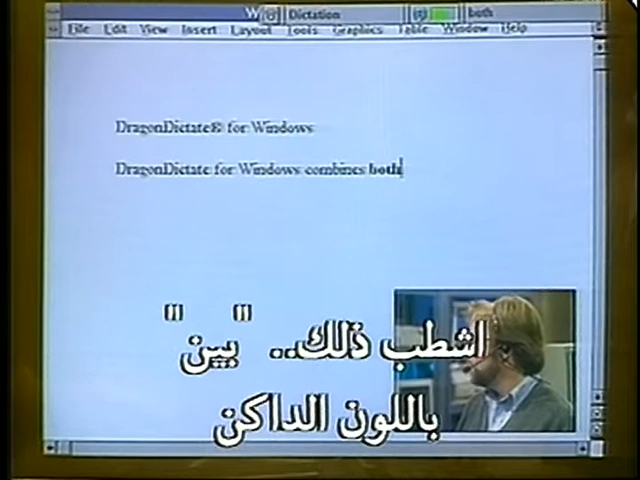 Dictation both
File Edit View Insert Layout Tools Graphics Table Window Help
DragonDictate® for Windows
DragonDictate for Windows combines both
اشطب ذلك.. "بين"
باللون الداكن